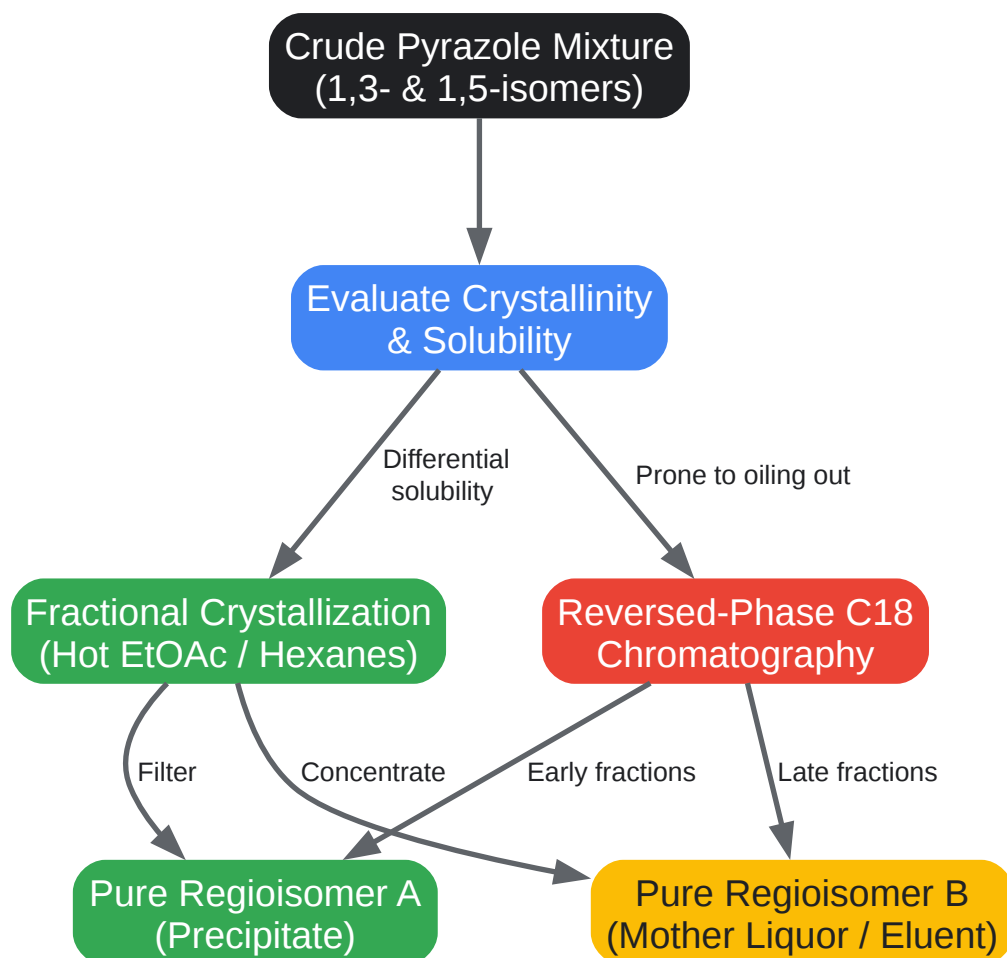 Crude Pyrazole Mixture
(1,3- & 1,5-isomers)
Evaluate Crystallinity
& Solubility
Differential
solubility
Prone to oiling out
Fractional Crystallization
(Hot EtOAc / Hexanes)
Reversed-Phase C18
Chromatography
Filter
Concentrate
Early fractions
Late fractions
Pure Regioisomer A
(Precipitate)
Pure Regioisomer B
(Mother Liquor / Eluent)